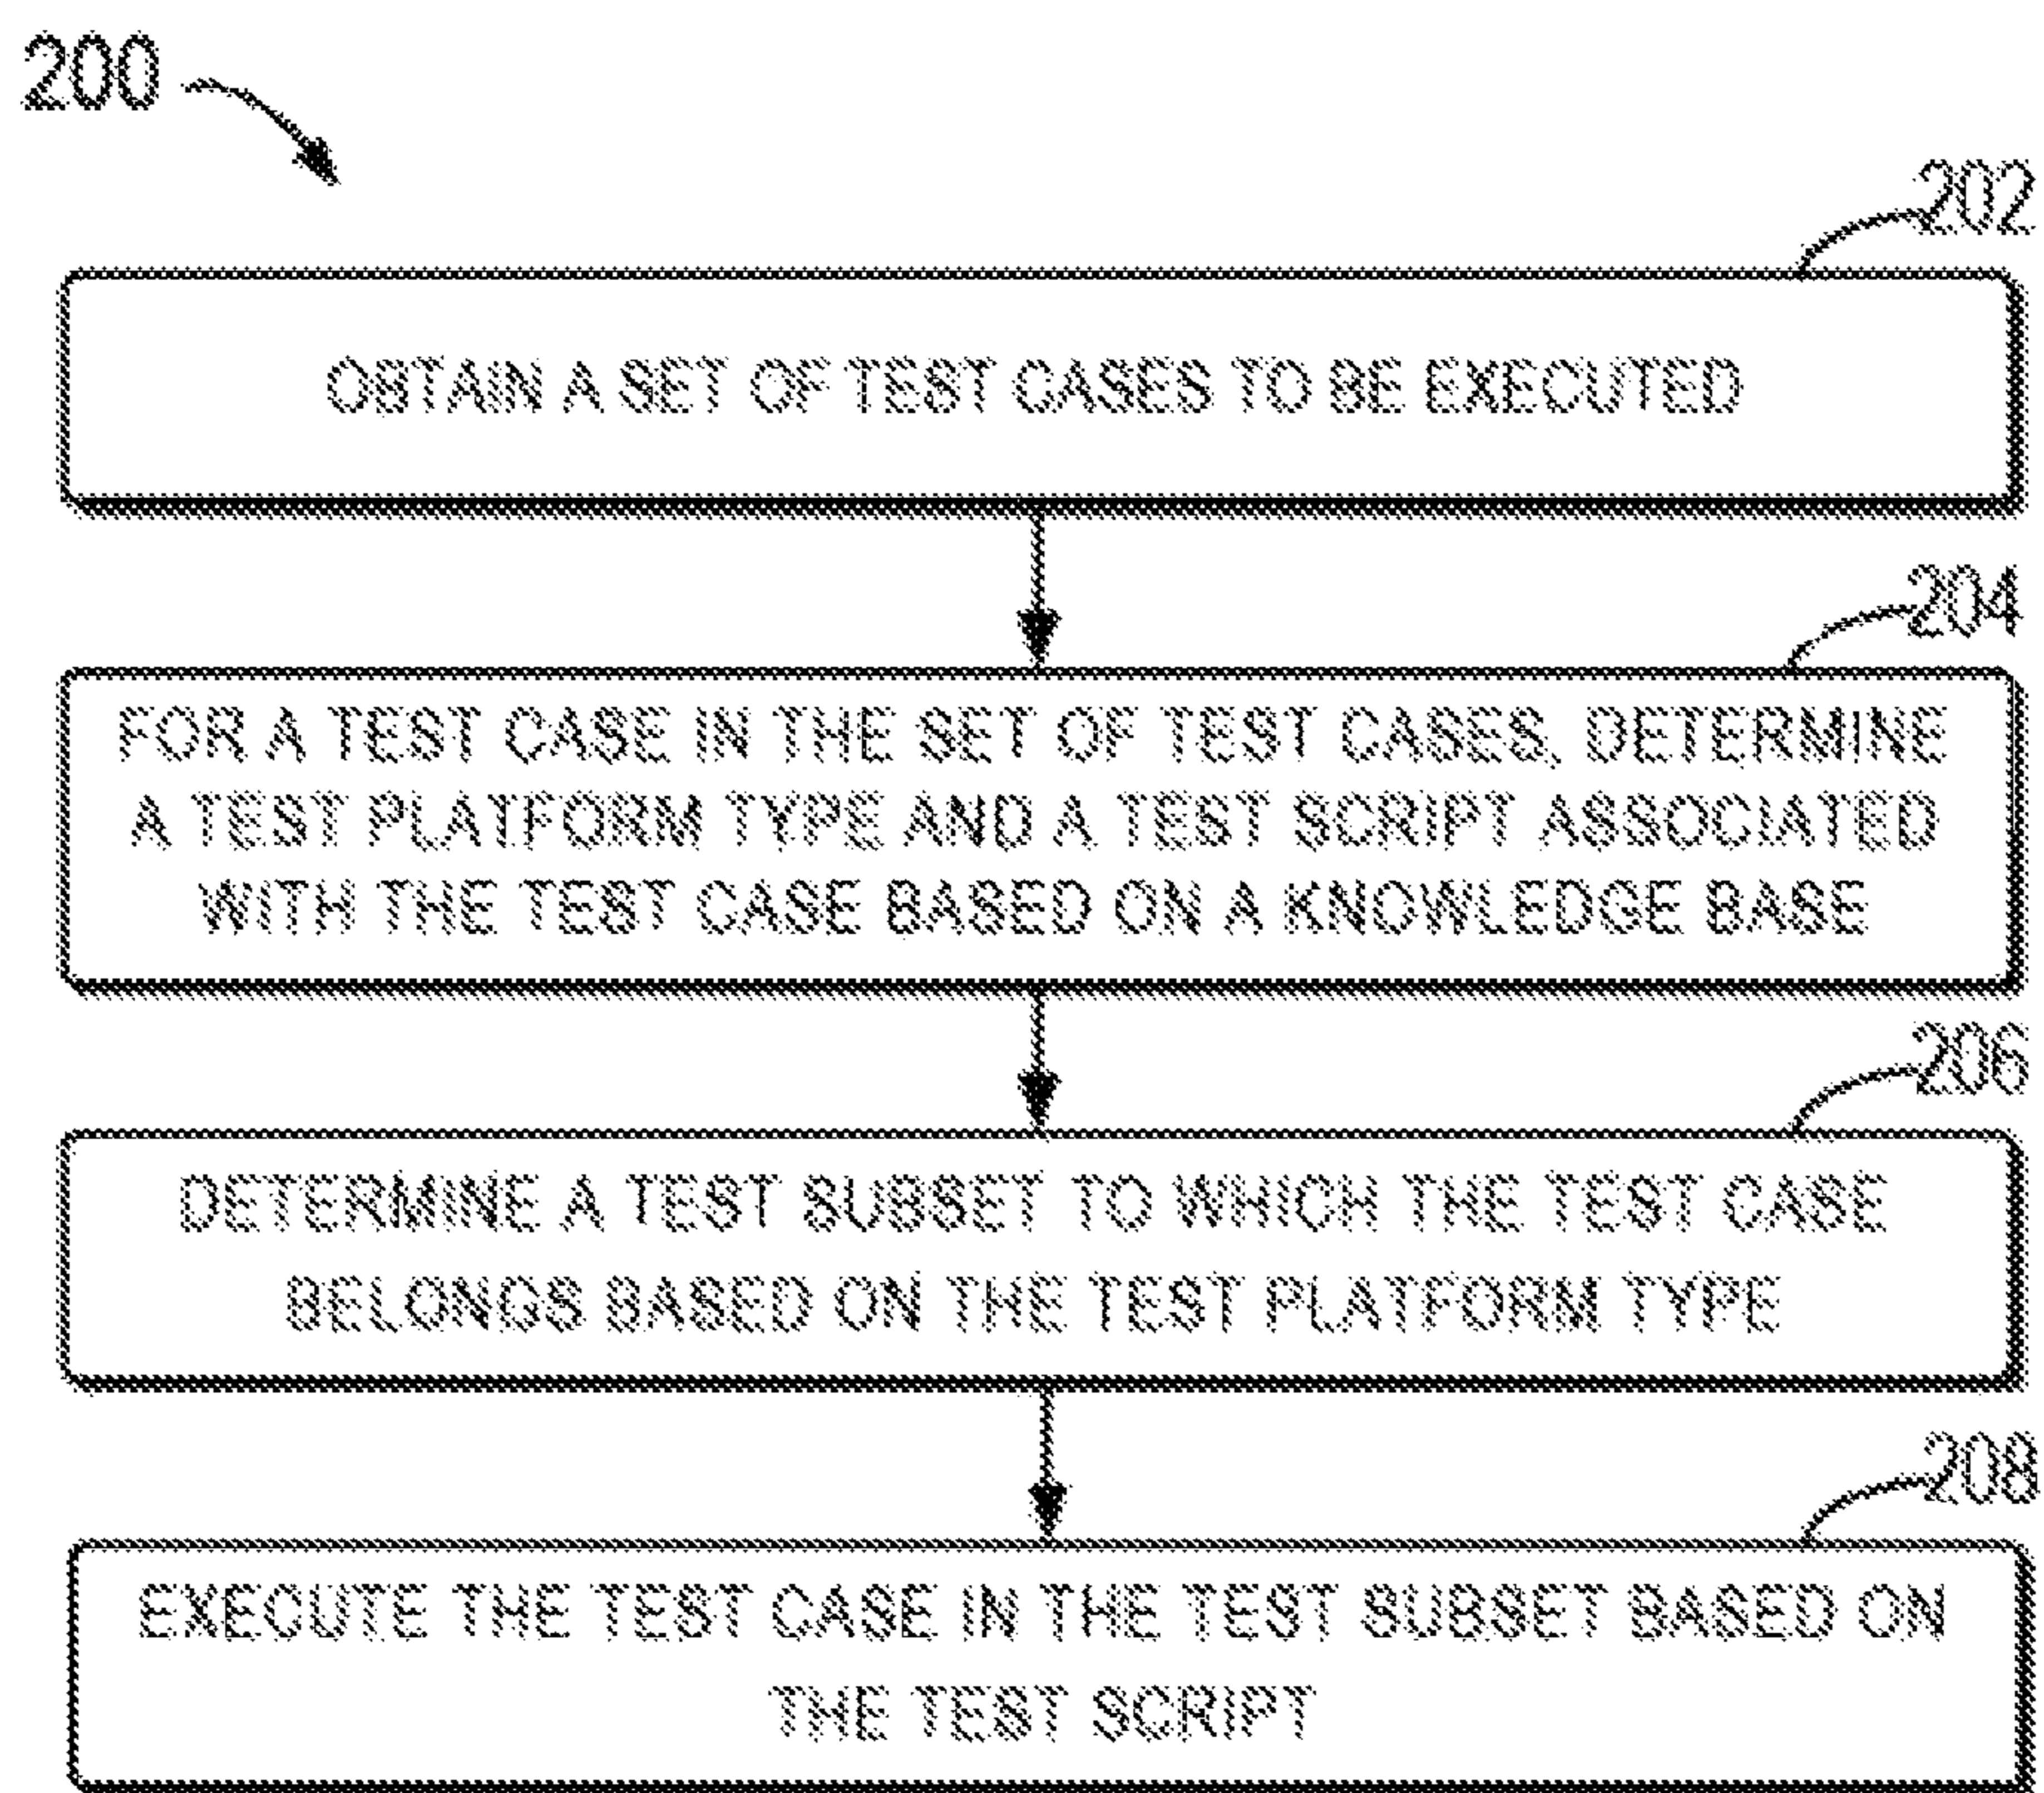 200
202
OBTAIN A SET OF TEST CASES TO BE EXECUTED
204
FOR A TEST CASE IN THE SET OF TEST CASES, DETERMINE
A TEST PLATFORM TYPE AND A TEST SCRIPT ASSOCIATED
WITH THE TEST CASE BASED ON A KNOWLEDGE BASE
206
DETERMINE A TEST SUBSET TO WHICH THE TEST CASE
BELONGS BASED ON THE TEST PLATFORM TYPE
208
EXECUTE THE TEST CASE IN THE TEST SUBSET BASED ON
THE TEST SCRIPT